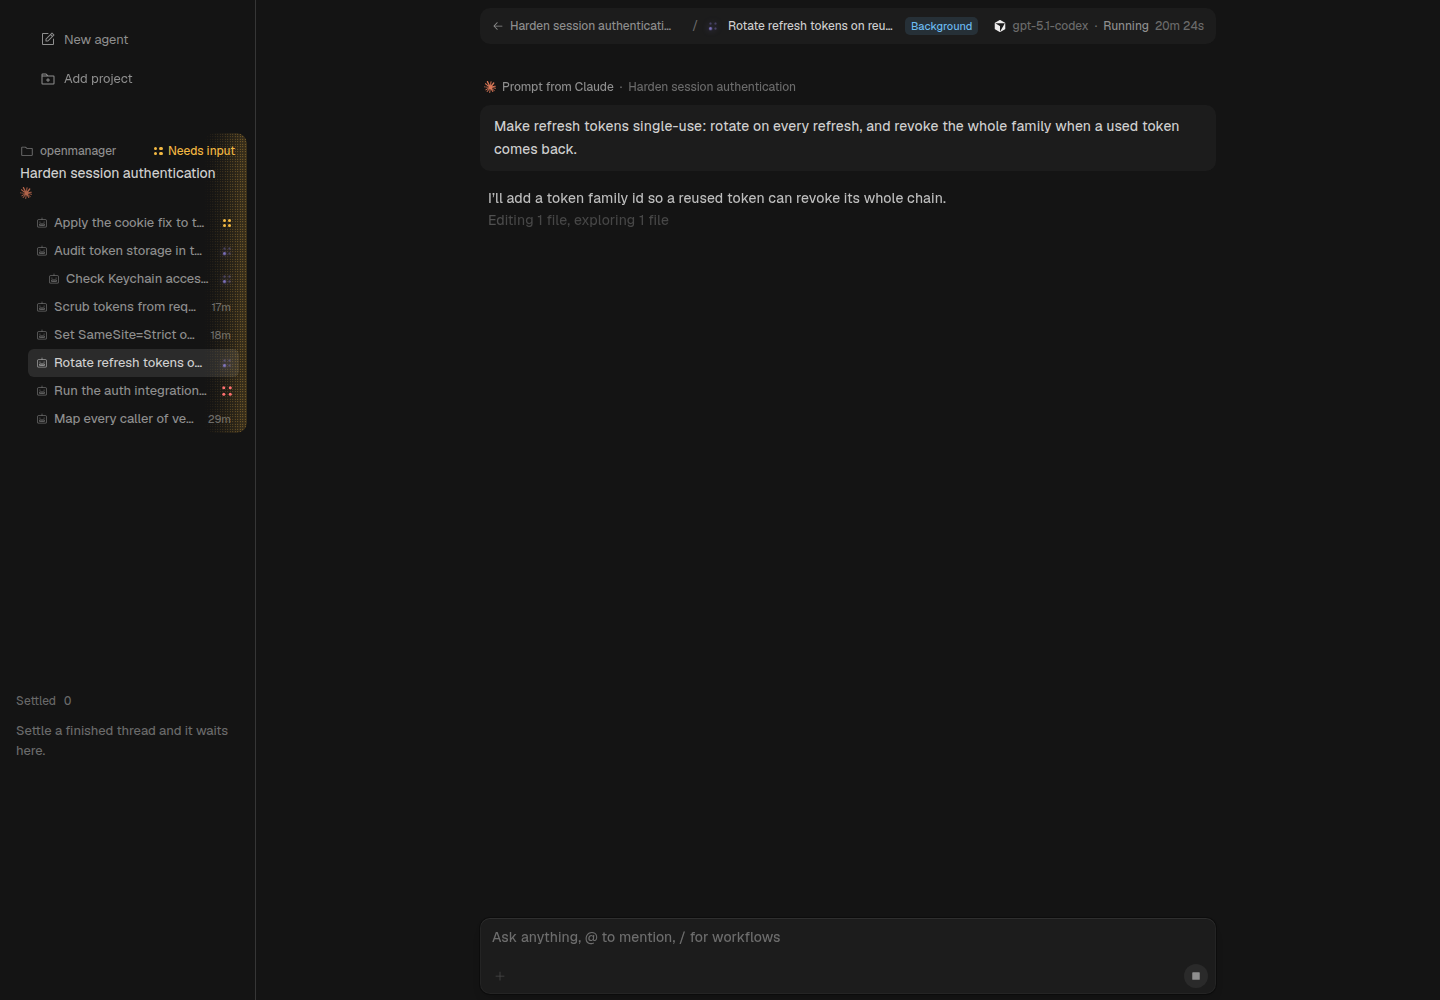 New agent
Add project
openmanager
Needs input
Harden session authentication
Apply the cookie fix to t...
Audit token storage in t...
Check Keychain acces...
Scrub tokens from req... 17m
Set SameSite=Strict o... 18m
Rotate refresh tokens o...
Run the auth integration...
Map every caller of ve... 29m
Settled 0
Settle a finished thread and it waits
here.
← Harden session authenticati... / Rotate refresh tokens on reu... Background gpt-5.1-codex · Running 20m 24s
Prompt from Claude · Harden session authentication
Make refresh tokens single-use: rotate on every refresh, and revoke the whole family when a used token
comes back.
I'll add a token family id so a reused token can revoke its whole chain.
Editing 1 file, exploring 1 file
Ask anything, @ to mention, / for workflows